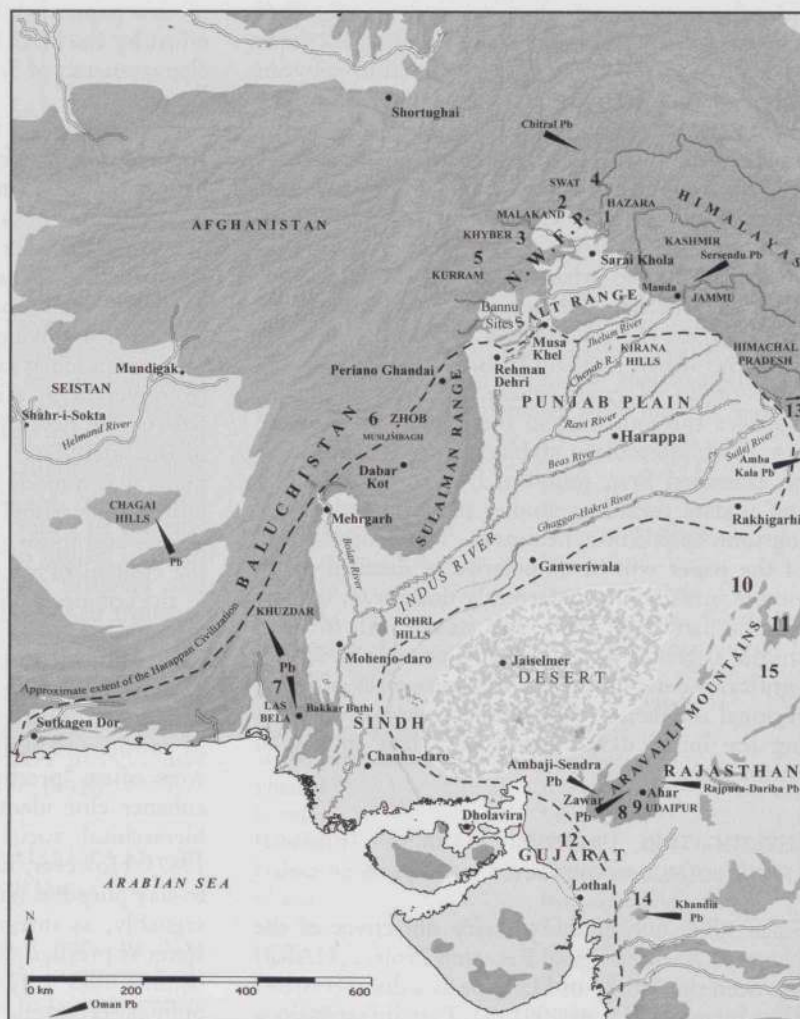 Shortughai
Chitral Pb
SWAT 4
2
HAZARA
MALAKAND
1
HIMALAYAS
AFGHANISTAN
KHYBER 3
N.W.F.P.
KASHMIR
5
Sarai Khola
Sersendu Pb
KURRAM
Manda
JAMMU
Bannu
Sites
SALT RANGE
Musa
Khel
Jhelum River
KIRANA
HILLS
HIMACHAL
PRADESH
Mundigak
Periano Ghandai
Rehman
Dehri
Chenab R.
SEISTAN
PUNJAB PLAIN
13
Shahr-i-Sokta
6 ZHOB
MUSLIMBAGH
SULAIMAN RANGE
Ravi River
Harappa
Helmond River
Beas River
Sutlej River
Amba
Kala Pb
Dabar
Kot
BALUCHISTAN
CHAGAI
HILLS
Mehrgarh
Ghaggar-Hakra River
Rakhigarhi
Pb
Bolan River
INDUS RIVER
Ganweriwala
10
KHUZDAR
ROHRI
HILLS
11
Approximate extent of the Harappan Civilization
Pb
Mohenjo-daro
Jaiselmer
DESERT
15
7
LAS
BELA
Bakkar Buthi
ARAVALLI MOUNTAINS
Sutkagen Dor
SINDH
Chanhu-daro
Ambaji-Sendra
Pb
RAJASTHAN
Rajpura-Dariba Pb
Zawar
Pb
Ahar
8 9 UDAIPUR
Dholavira
12
GUJARAT
ARABIAN SEA
Lothal
14
Khandia
Pb
N
0 km 200 400 600
Oman Pb